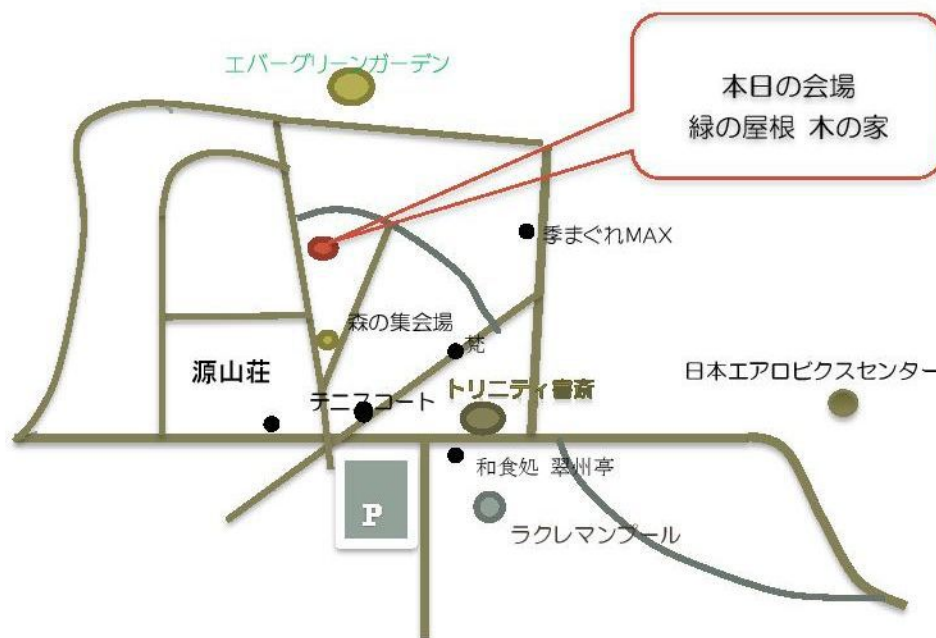 エバーグリーンガーデン
本日の会場
緑の屋根 木の家
季まぐれMAX
森の集会場
梵
源山荘
トリニティ書斎
日本エアロビクスセンター
テニスコート
和食処 翠州亭
P
ラクレマンプール